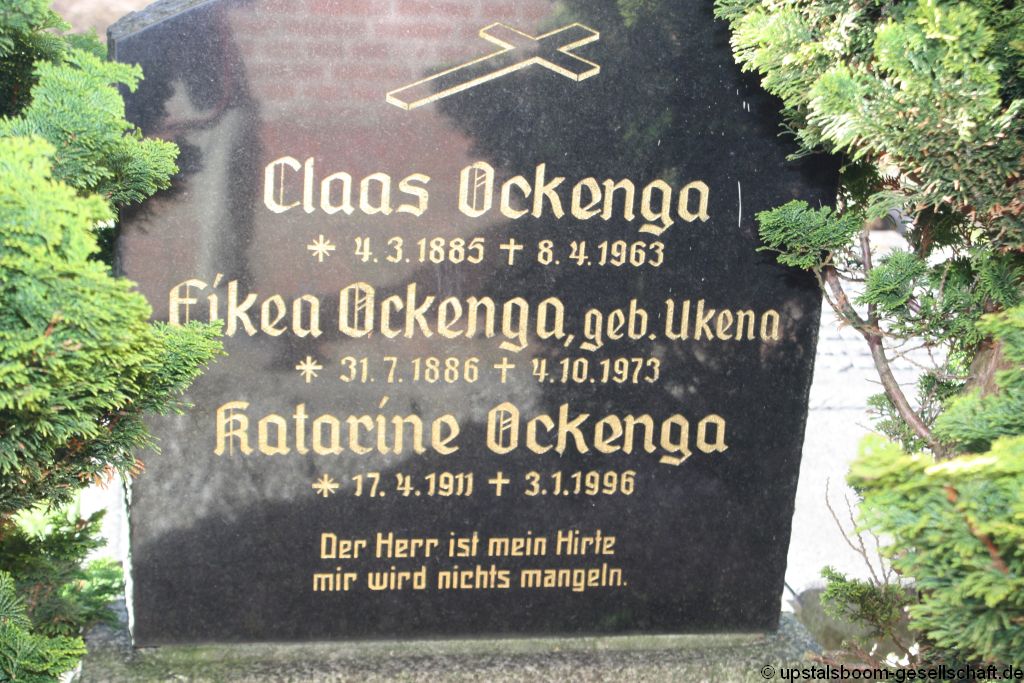 Claas Ockenga
* 4.3.1885 † 8.4.1963
Eikea Ockenga, geb. Ukena
* 31.7.1886 † 4.10.1973
Katarine Ockenga
* 17.4.1911 † 3.1.1996
Der Herr ist mein Hirte
mir wird nichts mangeln.
© upstalsboom-gesellschaft.de